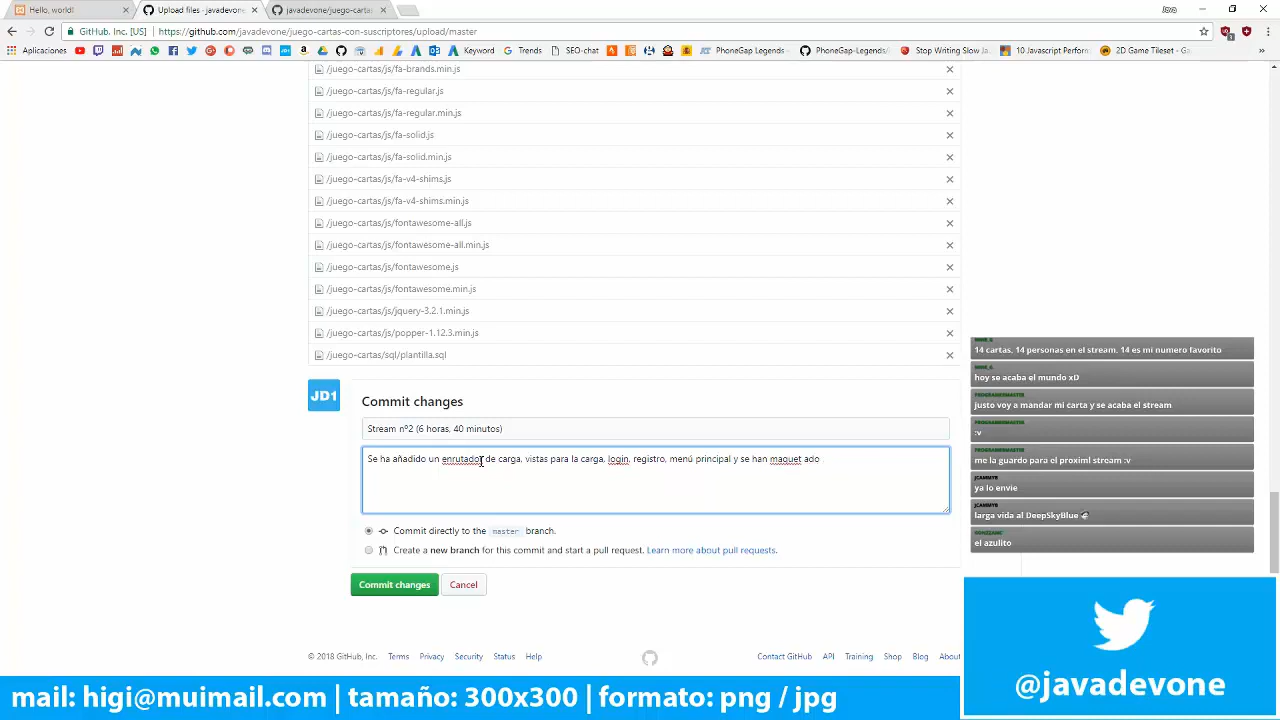 Hello, world!
Upload files - javadevone/
javadevone/juego-cartas
Java
GitHub, Inc. [US]
https://github.com/javadevone/juego-cartas-con-suscriptores/upload/master
Aplicaciones
Keyword
Trends
SEO-chat
PhoneGap Legends -
PhoneGap-Legends/
Stop Writing Slow Ja
10 Javascript Perform
2D Game Tileset - Ga
/juego-cartas/js/fa-brands.min.js
/juego-cartas/js/fa-regular.js
/juego-cartas/js/fa-regular.min.js
/juego-cartas/js/fa-solid.js
/juego-cartas/js/fa-solid.min.js
/juego-cartas/js/fa-v4-shims.js
/juego-cartas/js/fa-v4-shims.min.js
/juego-cartas/js/fontawesome-all.js
/juego-cartas/js/fontawesome-all.min.js
/juego-cartas/js/fontawesome.js
/juego-cartas/js/fontawesome.min.js
/juego-cartas/js/jquery-3.2.1.min.js
/juego-cartas/js/popper-1.12.3.min.js
/juego-cartas/sql/plantilla.sql
JD1
Commit changes
Stream nº2 (6 horas, 40 minutos)
Se ha añadido un enrutador de carga, vistas para la carga, login, registro, menú principal y se han maquet ado
Commit directly to the master branch.
Create a new branch for this commit and start a pull request. Learn more about pull requests.
Commit changes
Cancel
© 2018 GitHub, Inc.
Terms
Privacy
Security
Status
Help
Contact GitHub
API
Training
Shop
Blog
About
14 cartas, 14 personas en el stream, 14 es mi numero favorito
hoy se acaba el mundo xD
PROGRAMERMASTER
justo voy a mandar mi carta y se acaba el stream
PROGRAMERMASTER
:v
PROGRAMERMASTER
me la guardo para el proximl stream :v
JCAMMYB
ya lo envie
JCAMMYB
larga vida al DeepSkyBlue
el azulito
@javadevone
mail: higi@muimail.com | tamaño: 300x300 | formato: png / jpg